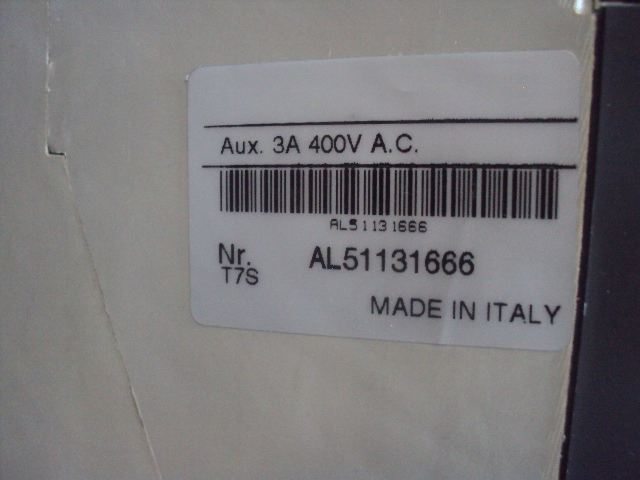 Aux. 3A 400V A.C.
AL51131666
Nr. AL51131666
T7S
MADE IN ITALY